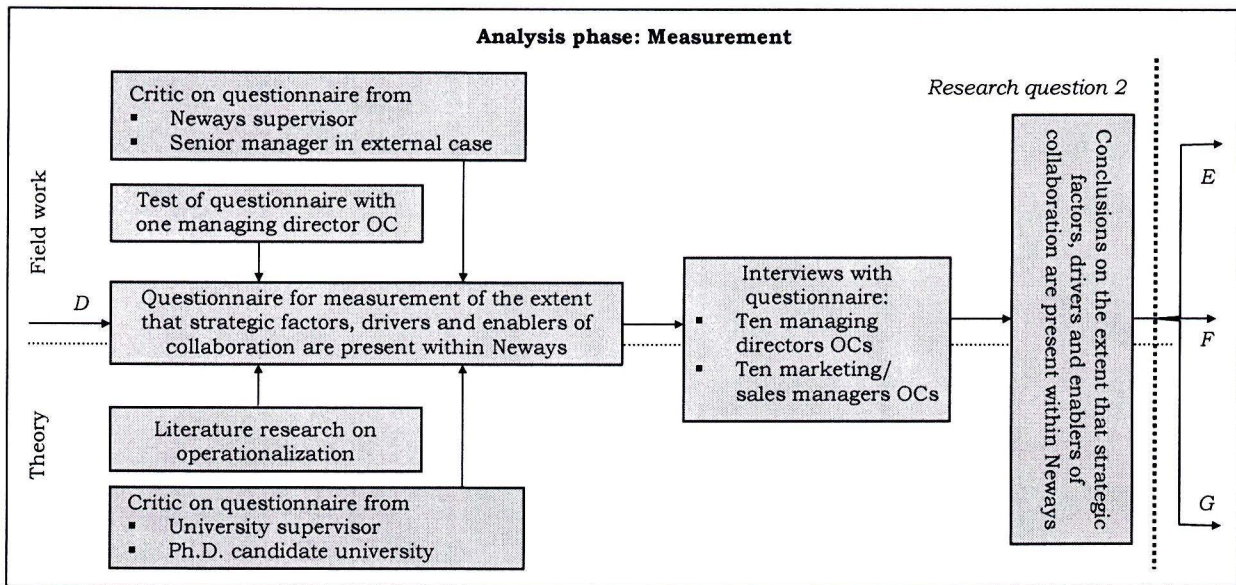 Analysis phase: Measurement
Research question 2
Critic on questionnaire from
▪ Neways supervisor
▪ Senior manager in external case
Test of questionnaire with
one managing director OC
Field work
D
Questionnaire for measurement of the extent
that strategic factors, drivers and enablers of
collaboration are present within Neways
Theory
Literature research on
operationalization
Critic on questionnaire from
▪ University supervisor
▪ Ph.D. candidate university
Interviews with
questionnaire:
▪ Ten managing
directors OCs
▪ Ten marketing/
sales managers OCs
Conclusions on the extent that strategic
factors, drivers and enablers of
collaboration are present within Neways
E
F
G